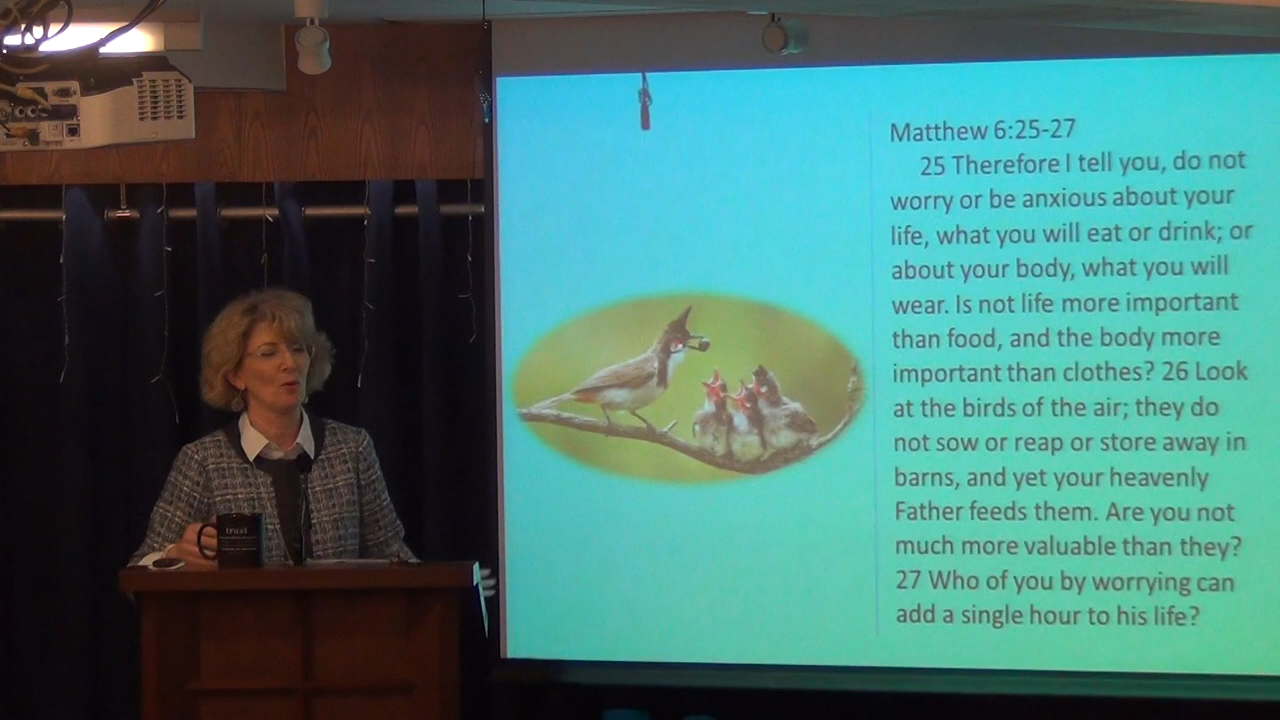 Matthew 6:25-27
25 Therefore I tell you, do not
worry or be anxious about your
life, what you will eat or drink; or
about your body, what you will
wear. Is not life more important
than food, and the body more
important than clothes? 26 Look
at the birds of the air; they do
not sow or reap or store away in
barns, and yet your heavenly
Father feeds them. Are you not
much more valuable than they?
27 Who of you by worrying can
add a single hour to his life?
trust